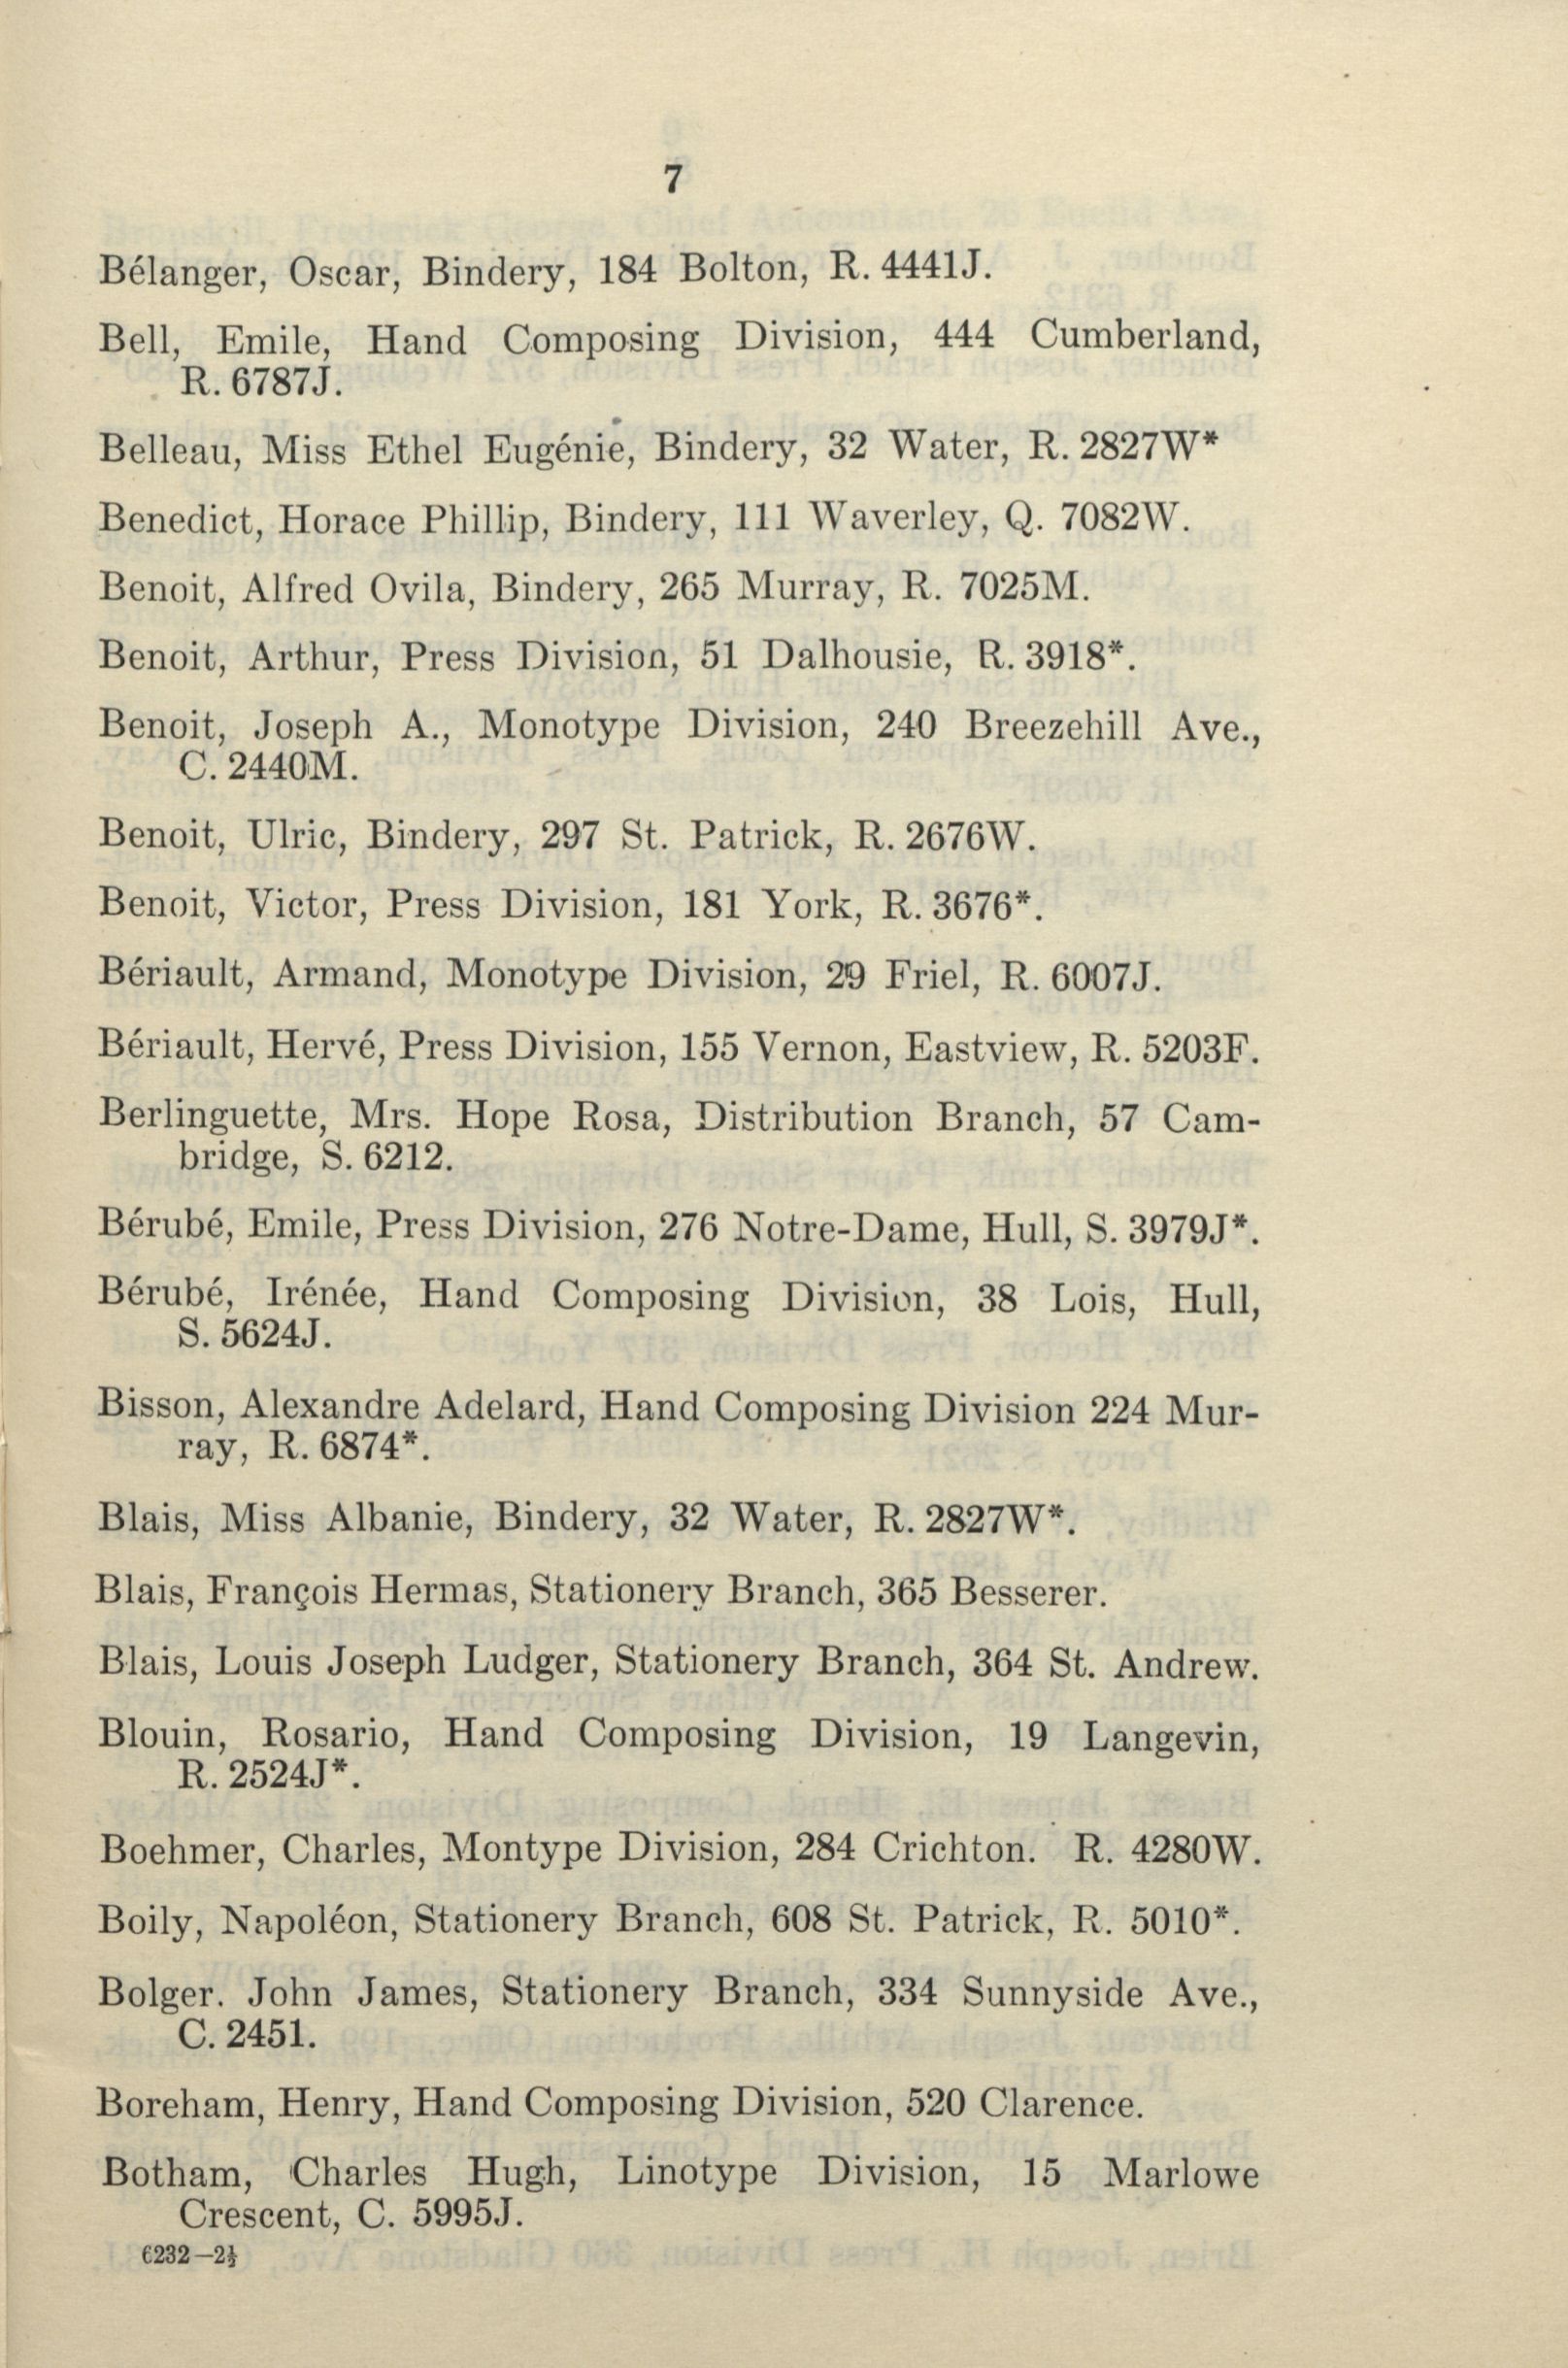 7
Bélanger, Oscar, Bindery, 184 Bolton, R. 4441J.
Bell, Emile, Hand Composing Division, 444 Cumberland,
R. 6787J.
Belleau, Miss Ethel Eugénie, Bindery, 32 Water, R. 2827W*
Benedict, Horace Phillip, Bindery, 111 Waverley, Q. 7082W.
Benoit, Alfred Ovila, Bindery, 265 Murray, R. 7025M.
Benoit, Arthur, Press Division, 51 Dalhousie, R. 3918*.
Benoit, Joseph A., Monotype Division, 240 Breezehill Ave.,
C. 2440M.
Benoit, Ulric, Bindery, 297 St. Patrick, R. 2676W.
Benoit, Victor, Press Division, 181 York, R. 3676*.
Bériault, Armand, Monotype Division, 29 Friel, R. 6007J.
Bériault, Hervé, Press Division, 155 Vernon, Eastview, R. 5203F.
Berlinguette, Mrs. Hope Rosa, Distribution Branch, 57 Cam-
bridge, S. 6212.
Bérubé, Emile, Press Division, 276 Notre-Dame, Hull, S. 3979J*.
Bérubé, Irénée, Hand Composing Division, 38 Lois, Hull,
S. 5624J.
Bisson, Alexandre Adelard, Hand Composing Division 224 Mur-
ray, R. 6874*.
Blais, Miss Albanie, Bindery, 32 Water, R. 2827W*.
Blais, François Hermas, Stationery Branch, 365 Besserer.
Blais, Louis Joseph Ludger, Stationery Branch, 364 St. Andrew.
Blouin, Rosario, Hand Composing Division, 19 Langevin,
R. 2524J*.
Boehmer, Charles, Montype Division, 284 Crichton. R. 4280W.
Boily, Napoléon, Stationery Branch, 608 St. Patrick, R. 5010*.
Bolger. John James, Stationery Branch, 334 Sunnyside Ave.,
C. 2451.
Boreham, Henry, Hand Composing Division, 520 Clarence.
Botham, Charles Hugh, Linotype Division, 15 Marlowe
Crescent, C. 5995J.
6232—2½